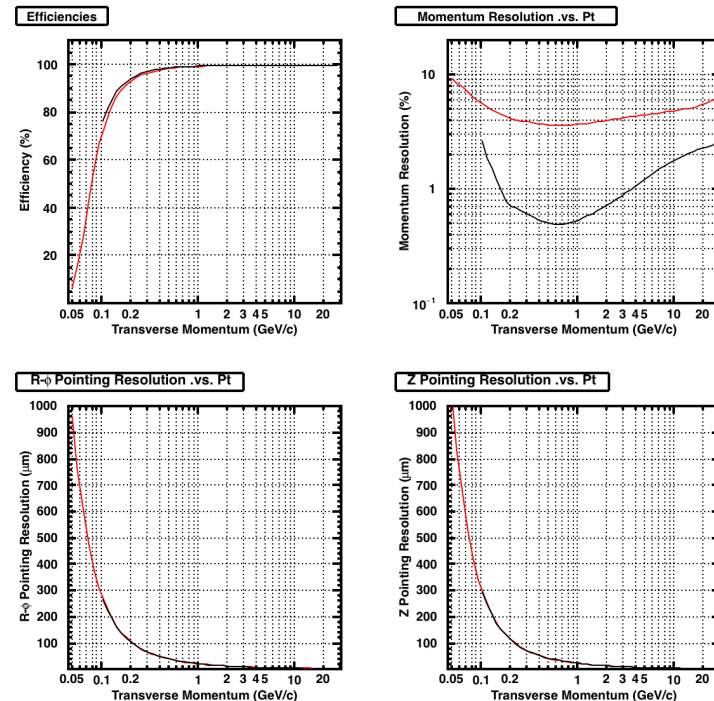 Efficiencies
Efficiency (%)
100
80
60
40
20
0.05 0.1 0.2 1 2 3 4 5 10 20
Transverse Momentum (GeV/c)
Momentum Resolution .vs. Pt
Momentum Resolution (%)
10
1
10⁻¹
0.05 0.1 0.2 1 2 3 4 5 10 20
Transverse Momentum (GeV/c)
R-ϕ Pointing Resolution .vs. Pt
R-ϕ Pointing Resolution (μm)
1000
900
800
700
600
500
400
300
200
100
0.05 0.1 0.2 1 2 3 4 5 10 20
Transverse Momentum (GeV/c)
Z Pointing Resolution .vs. Pt
Z Pointing Resolution (μm)
1000
900
800
700
600
500
400
300
200
100
0.05 0.1 0.2 1 2 3 4 5 10 20
Transverse Momentum (GeV/c)